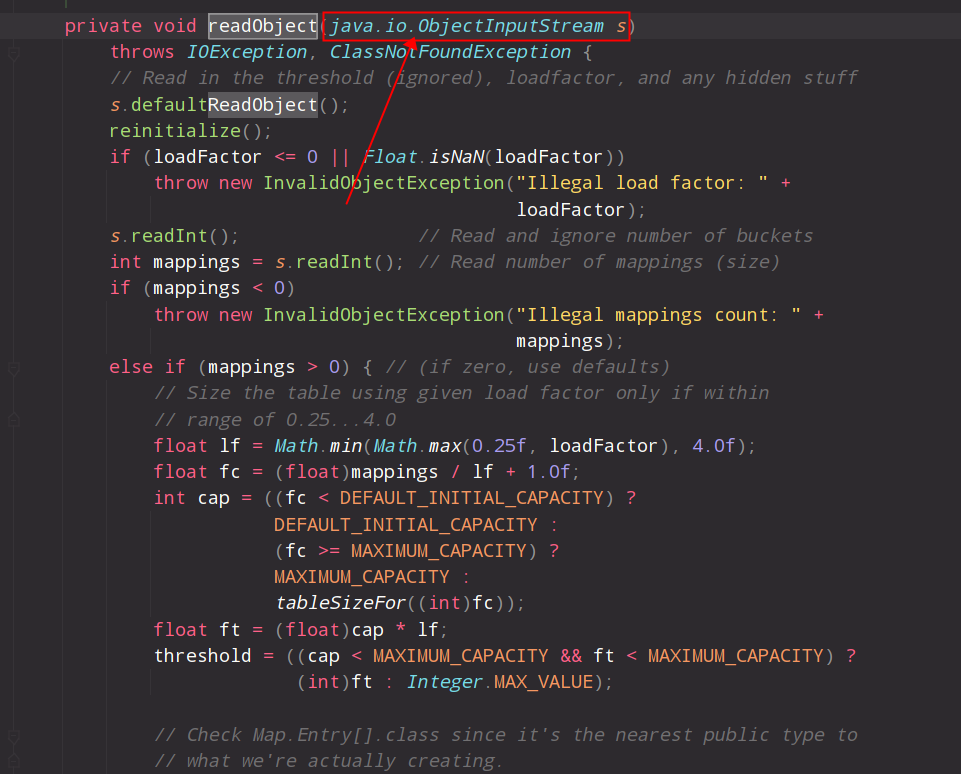 private void readObject(java.io.ObjectInputStream s)
    throws IOException, ClassNotFoundException {
    // Read in the threshold (ignored), loadfactor, and any hidden stuff
    s.defaultReadObject();
    reinitialize();
    if (loadFactor <= 0 || Float.isNaN(loadFactor))
        throw new InvalidObjectException("Illegal load factor: " +
                                         loadFactor);
    s.readInt();                // Read and ignore number of buckets
    int mappings = s.readInt(); // Read number of mappings (size)
    if (mappings < 0)
        throw new InvalidObjectException("Illegal mappings count: " +
                                         mappings);
    else if (mappings > 0) { // (if zero, use defaults)
        // Size the table using given load factor only if within
        // range of 0.25...4.0
        float lf = Math.min(Math.max(0.25f, loadFactor), 4.0f);
        float fc = (float)mappings / lf + 1.0f;
        int cap = ((fc < DEFAULT_INITIAL_CAPACITY) ?
                   DEFAULT_INITIAL_CAPACITY :
                   (fc >= MAXIMUM_CAPACITY) ?
                   MAXIMUM_CAPACITY :
                   tableSizeFor((int)fc));
        float ft = (float)cap * lf;
        threshold = ((cap < MAXIMUM_CAPACITY && ft < MAXIMUM_CAPACITY) ?
                     (int)ft : Integer.MAX_VALUE);

        // Check Map.Entry[].class since it's the nearest public type to
        // what we're actually creating.